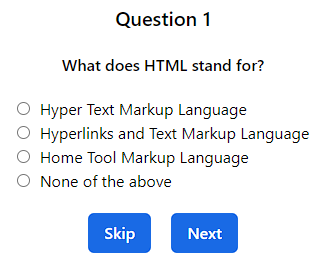 Question 1
What does HTML stand for?
Hyper Text Markup Language
Hyperlinks and Text Markup Language
Home Tool Markup Language
None of the above
Skip Next